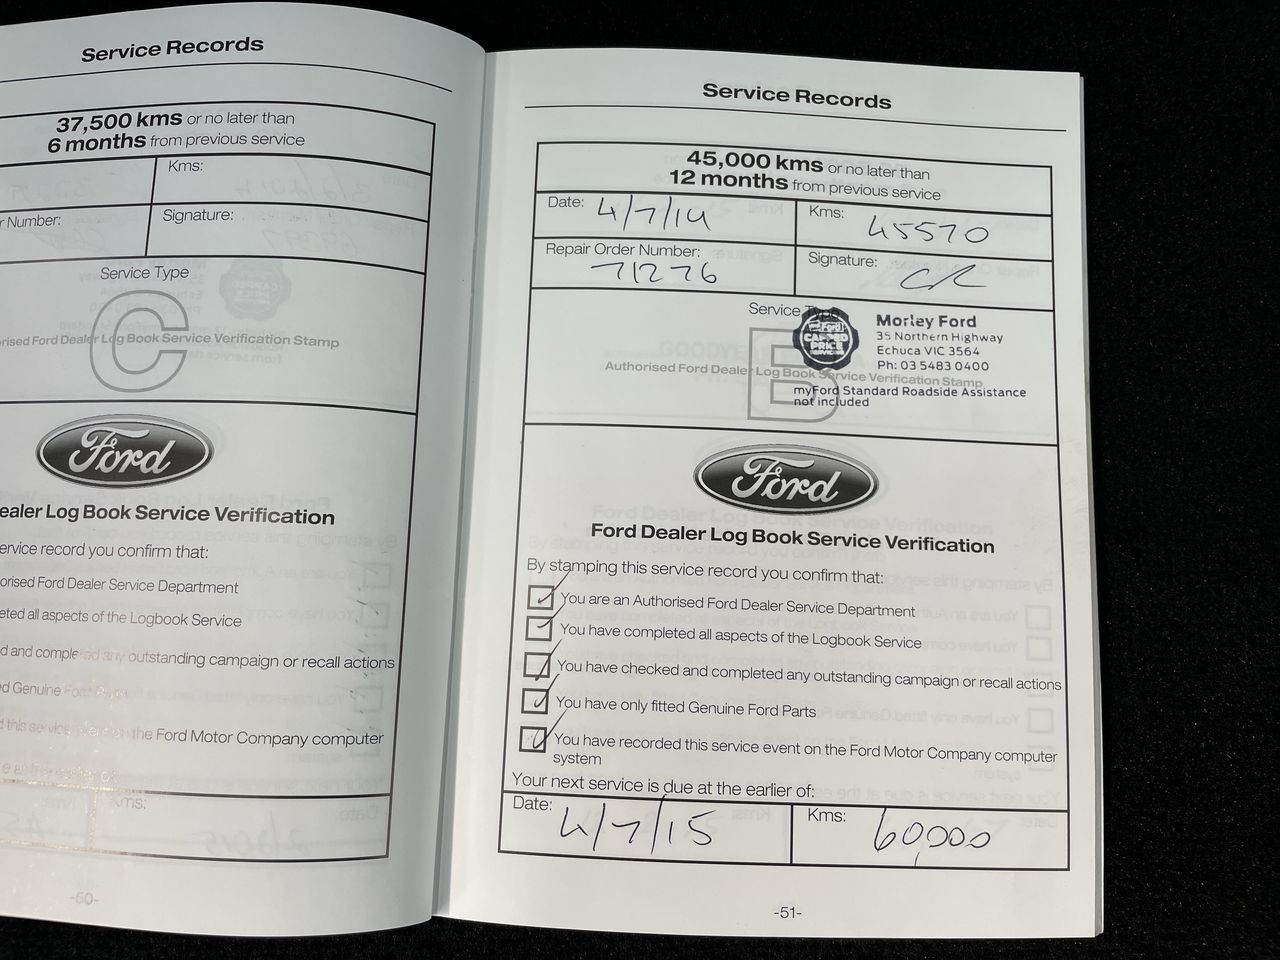 Service Records
37,500 kms or no later than
6 months from previous service
Kms:
r Number:
Signature:
Service Type
C
rised Ford Dealer Log Book Service Verification Stamp
Ford
ealer Log Book Service Verification
ervice record you confirm that:
orised Ford Dealer Service Department
eted all aspects of the Logbook Service
d and completed any outstanding campaign or recall actions
ed Genuine Ford Parts
d this service event on the Ford Motor Company computer
Kms:
-50-
Service Records
45,000 kms or no later than
12 months from previous service
Date: 4/7/14
Kms: 45570
Repair Order Number: 71276
Signature:
Service Type
B
Authorised Ford Dealer Log Book Service Verification Stamp
Ford
CAPPED
PRICE
SERVICING
Morley Ford
35 Northern Highway
Echuca VIC 3564
Ph: 03 5483 0400
myFord Standard Roadside Assistance
not included
Ford
Ford Dealer Log Book Service Verification
By stamping this service record you confirm that:
You are an Authorised Ford Dealer Service Department
You have completed all aspects of the Logbook Service
You have checked and completed any outstanding campaign or recall actions
You have only fitted Genuine Ford Parts
You have recorded this service event on the Ford Motor Company computer
system
Your next service is due at the earlier of:
Date: 4/7/15
Kms: 60,000
-51-